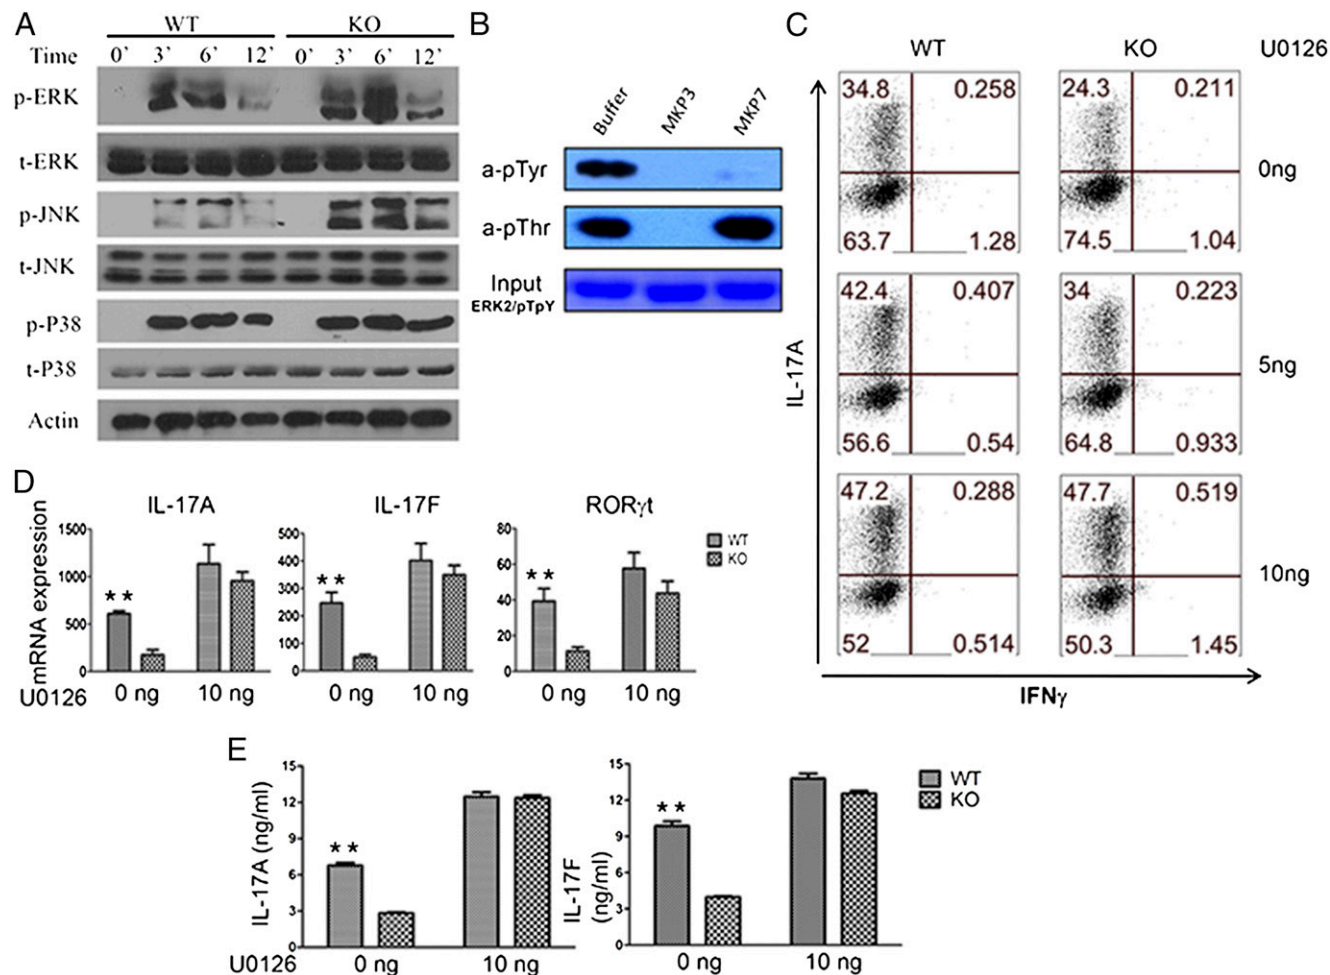 A
WT KO
Time 0' 3' 6' 12' 0' 3' 6' 12'
p-ERK
t-ERK
p-JNK
t-JNK
p-P38
t-P38
Actin
B
Buffer MKP3 MKP7
a-pTyr
a-pThr
Input
ERK2/pTpY
C
WT KO U0126
34.8 0.258 24.3 0.211
0ng
63.7 1.28 74.5 1.04
42.4 0.407 34 0.223
5ng
56.6 0.54 64.8 0.933
47.2 0.288 47.7 0.519
10ng
52 0.514 50.3 1.45
IL-17A
IFNγ
D
mRNA expression
IL-17A
1500
1000
500
0
**
IL-17F
500
400
300
200
100
0
**
RORγt
80
60
40
20
0
**
WT
KO
U0126 0 ng 10 ng 0 ng 10 ng 0 ng 10 ng
E
IL-17A (ng/ml)
15
12
9
6
3
0
**
IL-17F
(ng/ml)
15
12
9
6
3
0
**
WT
KO
U0126 0 ng 10 ng 0 ng 10 ng